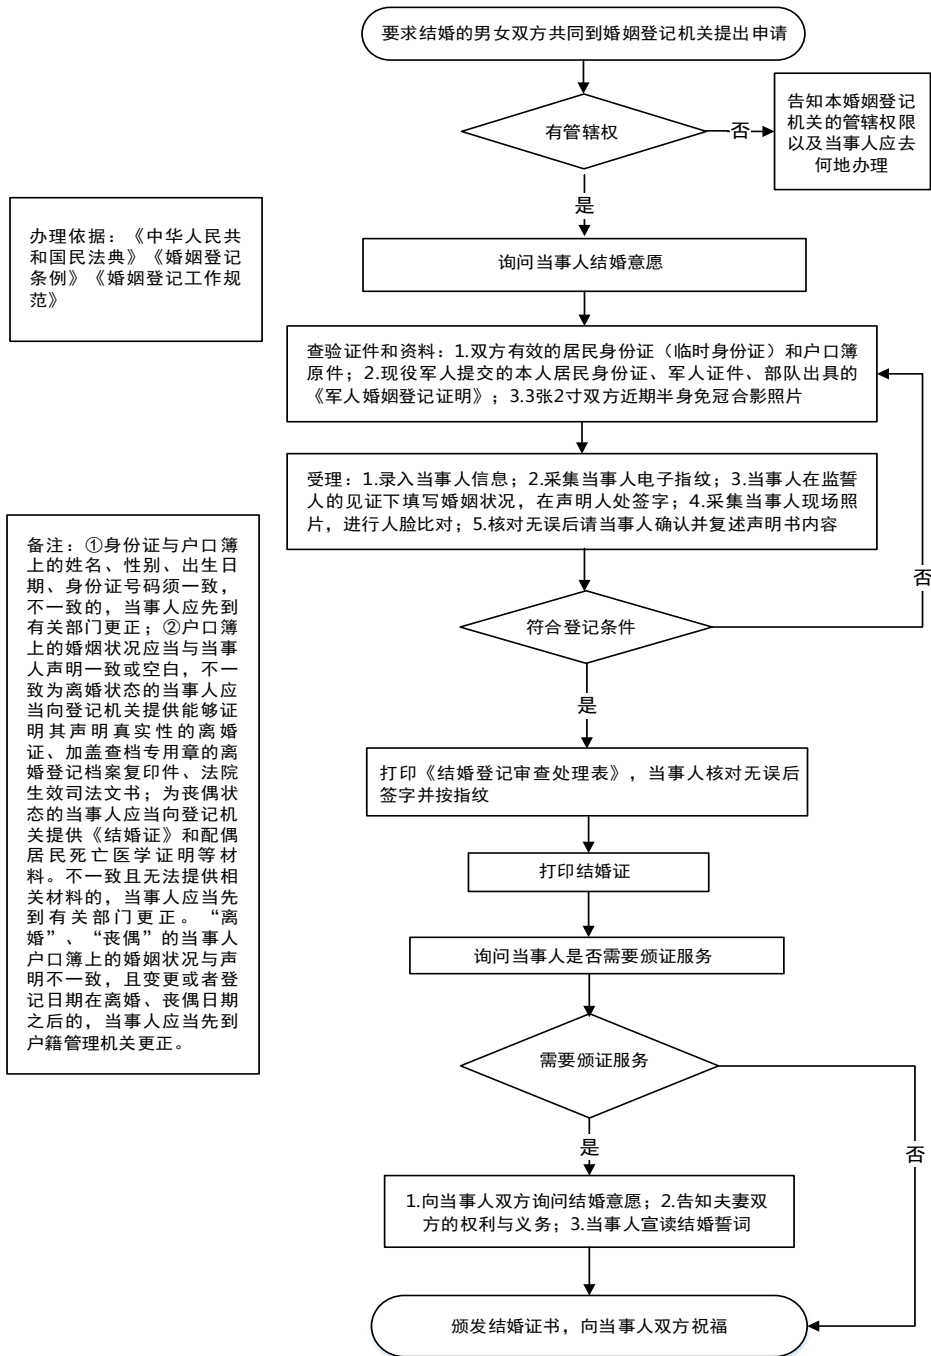 要求结婚的男女双方共同到婚姻登记机关提出申请
有管辖权
否
告知本婚姻登记
机关的管辖权限
以及当事人应去
何地办理
是
办理依据：《中华人民共
和国民法典》《婚姻登记
条例》《婚姻登记工作规
范》
询问当事人结婚意愿
查验证件和资料：1.双方有效的居民身份证（临时身份证）和户口簿
原件；2.现役军人提交的本人居民身份证、军人证件、部队出具的
《军人婚姻登记证明》；3.3张2寸双方近期半身免冠合影照片
受理：1.录入当事人信息；2.采集当事人电子指纹；3.当事人在监誓
人的见证下填写婚姻状况，在声明人处签字；4.采集当事人现场照
片，进行人脸比对；5.核对无误后请当事人确认并复述声明书内容
否
符合登记条件
是
备注：①身份证与户口簿
上的姓名、性别、出生日
期、身份证号码须一致，
不一致的，当事人应先到
有关部门更正；②户口簿
上的婚烟状况应当与当事
人声明一致或空白，不一
致为离婚状态的当事人应
当向登记机关提供能够证
明其声明真实性的离婚
证、加盖查档专用章的离
婚登记档案复印件、法院
生效司法文书；为丧偶状
态的当事人应当向登记机
关提供《结婚证》和配偶
居民死亡医学证明等材
料。不一致且无法提供相
关材料的，当事人应当先
到有关部门更正。“离
婚”、“丧偶”的当事人
户口簿上的婚姻状况与声
明不一致，且变更或者登
记日期在离婚、丧偶日期
之后的，当事人应当先到
户籍管理机关更正。
打印《结婚登记审查处理表》，当事人核对无误后
签字并按指纹
打印结婚证
询问当事人是否需要颁证服务
需要颁证服务
是
否
1.向当事人双方询问结婚意愿；2.告知夫妻双
方的权利与义务；3.当事人宣读结婚誓词
颁发结婚证书，向当事人双方祝福